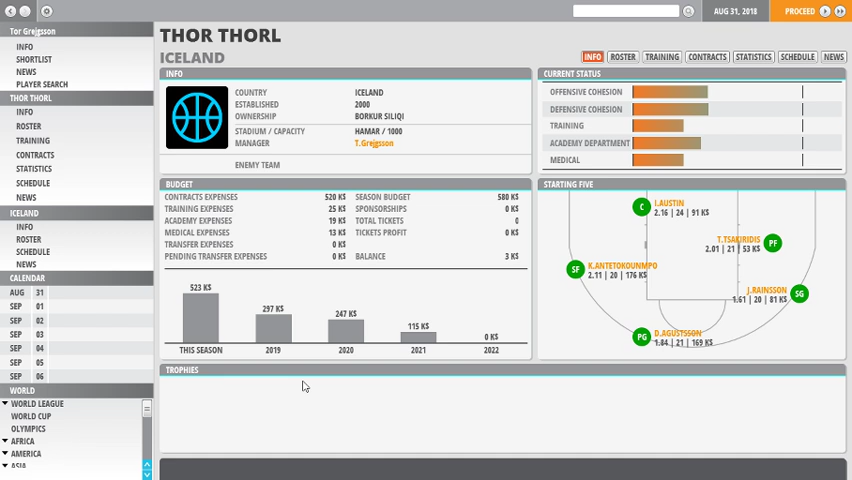 AUG 31, 2018
PROCEED
Tor Grejgsson
INFO
SHORTLIST
NEWS
PLAYER SEARCH
THOR THORL
INFO
ROSTER
TRAINING
CONTRACTS
STATISTICS
SCHEDULE
NEWS
ICELAND
INFO
ROSTER
SCHEDULE
NEWS
CALENDAR
AUG 31
SEP 01
SEP 02
SEP 03
SEP 04
SEP 05
SEP 06
WORLD
WORLD LEAGUE
WORLD CUP
OLYMPICS
AFRICA
AMERICA
ASIA
THOR THORL
ICELAND
INFO ROSTER TRAINING CONTRACTS STATISTICS SCHEDULE NEWS
INFO
COUNTRY ICELAND
ESTABLISHED 2000
OWNERSHIP BORKUR SILIQI
STADIUM / CAPACITY HAMAR / 1000
MANAGER T.Grejgsson
ENEMY TEAM
CURRENT STATUS
OFFENSIVE COHESION
DEFENSIVE COHESION
TRAINING
ACADEMY DEPARTMENT
MEDICAL
BUDGET
CONTRACTS EXPENSES 520 K$ SEASON BUDGET 580 K$
TRAINING EXPENSES 25 K$ SPONSORSHIPS 0 K$
ACADEMY EXPENSES 19 K$ TOTAL TICKETS 0
MEDICAL EXPENSES 13 K$ TICKETS PROFIT 0 K$
TRANSFER EXPENSES 0 K$
PENDING TRANSFER EXPENSES 0 K$ BALANCE 3 K$
523 K$ 297 K$ 247 K$ 115 K$ 0 K$
THIS SEASON 2019 2020 2021 2022
STARTING FIVE
C I.AUSTIN
2.16 | 24 | 91 K$
T.TSAKIRIDIS PF
2.01 | 21 | 53 K$
SF K.ANTETOKOUNMPO
2.11 | 20 | 176 K$
J.RAINSSON SG
1.61 | 20 | 81 K$
PG D.AGUSTSSON
1.84 | 21 | 169 K$
TROPHIES